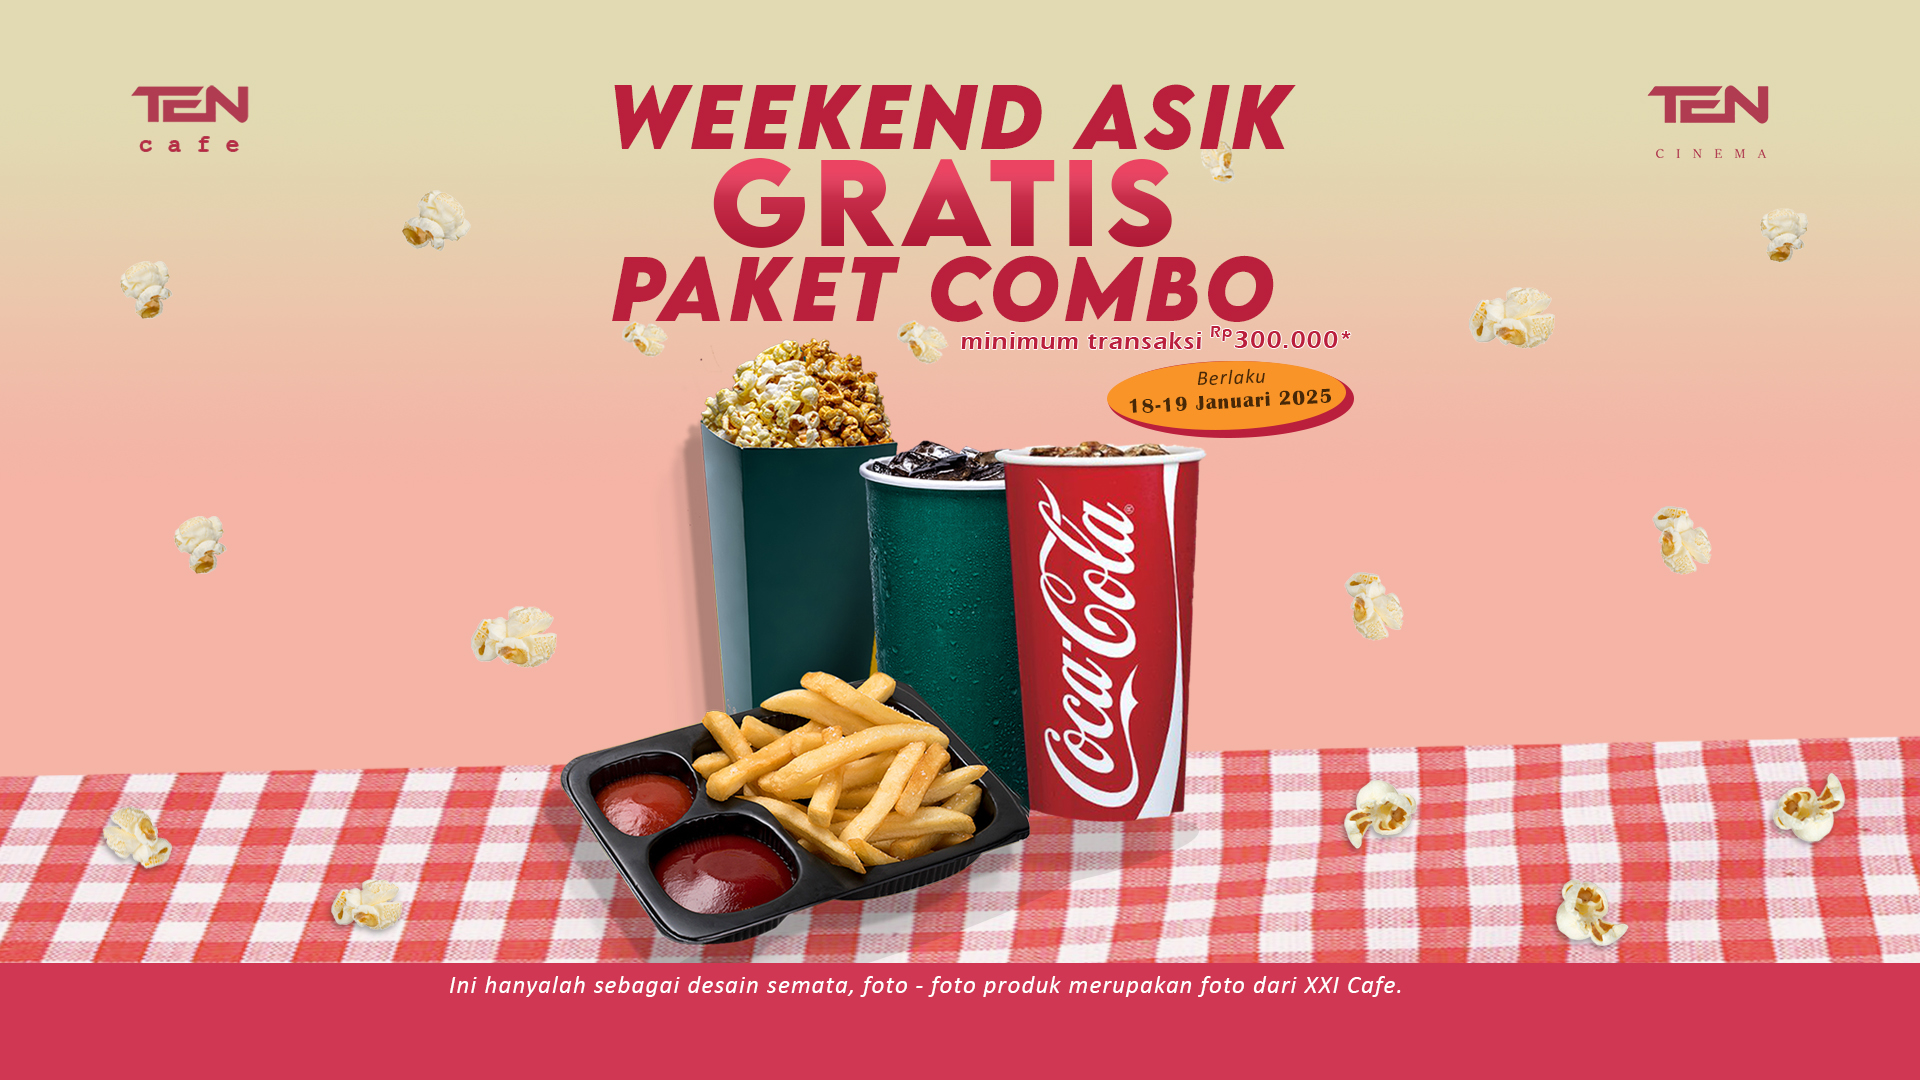 TEN
cafe
TEN
CINEMA
WEEKEND ASIK
GRATIS
PAKET COMBO
minimum transaksi Rp300.000*
Berlaku
18-19 Januari 2025
Coca-Cola®
Ini hanyalah sebagai desain semata, foto - foto produk merupakan foto dari XXI Cafe.